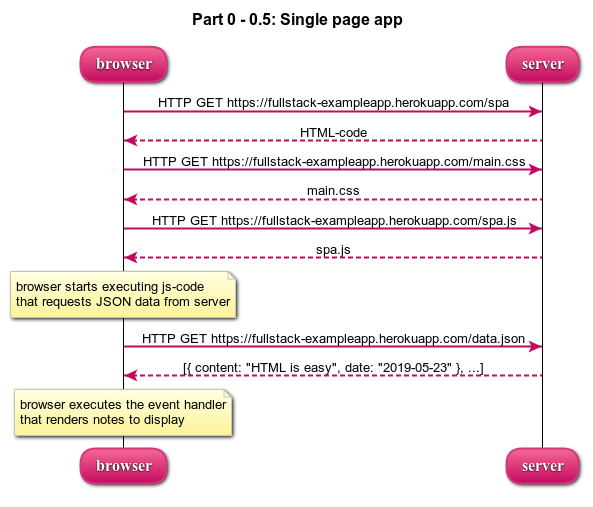 Part 0 - 0.5: Single page app
browser
server
HTTP GET https://fullstack-exampleapp.herokuapp.com/spa
HTML-code
HTTP GET https://fullstack-exampleapp.herokuapp.com/main.css
main.css
HTTP GET https://fullstack-exampleapp.herokuapp.com/spa.js
spa.js
browser starts executing js-code
that requests JSON data from server
HTTP GET https://fullstack-exampleapp.herokuapp.com/data.json
[{ content: "HTML is easy", date: "2019-05-23" }, ...]
browser executes the event handler
that renders notes to display
browser
server